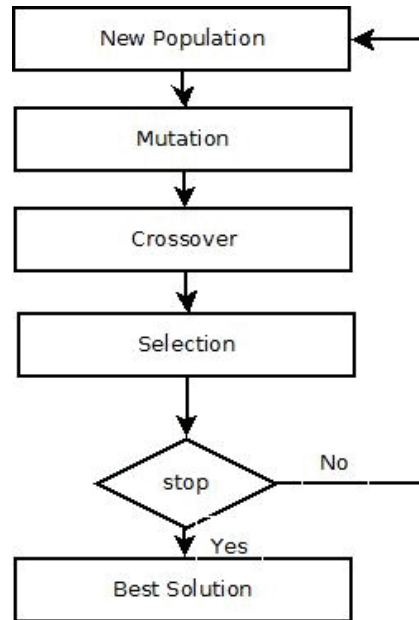 New Population
Mutation
Crossover
Selection
stop
No
Yes
Best Solution